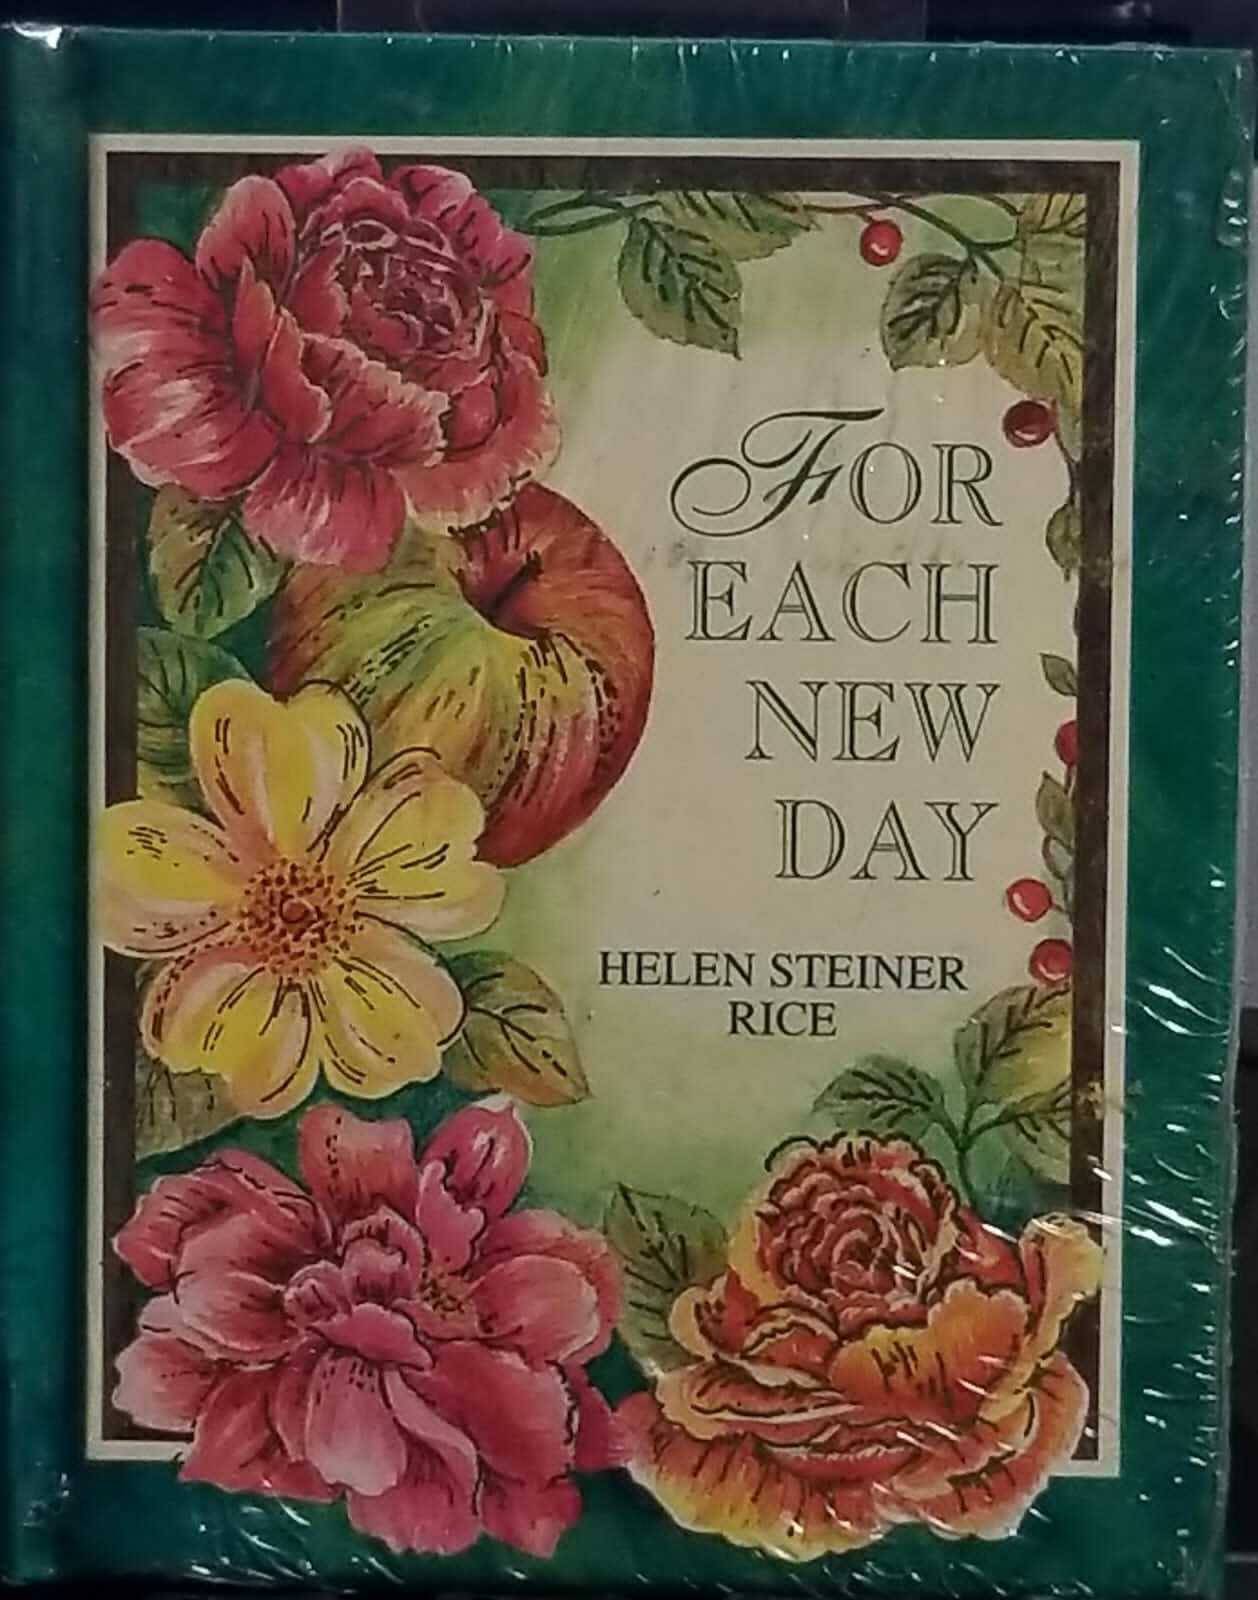 FOR
EACH
NEW
DAY
HELEN STEINER
RICE